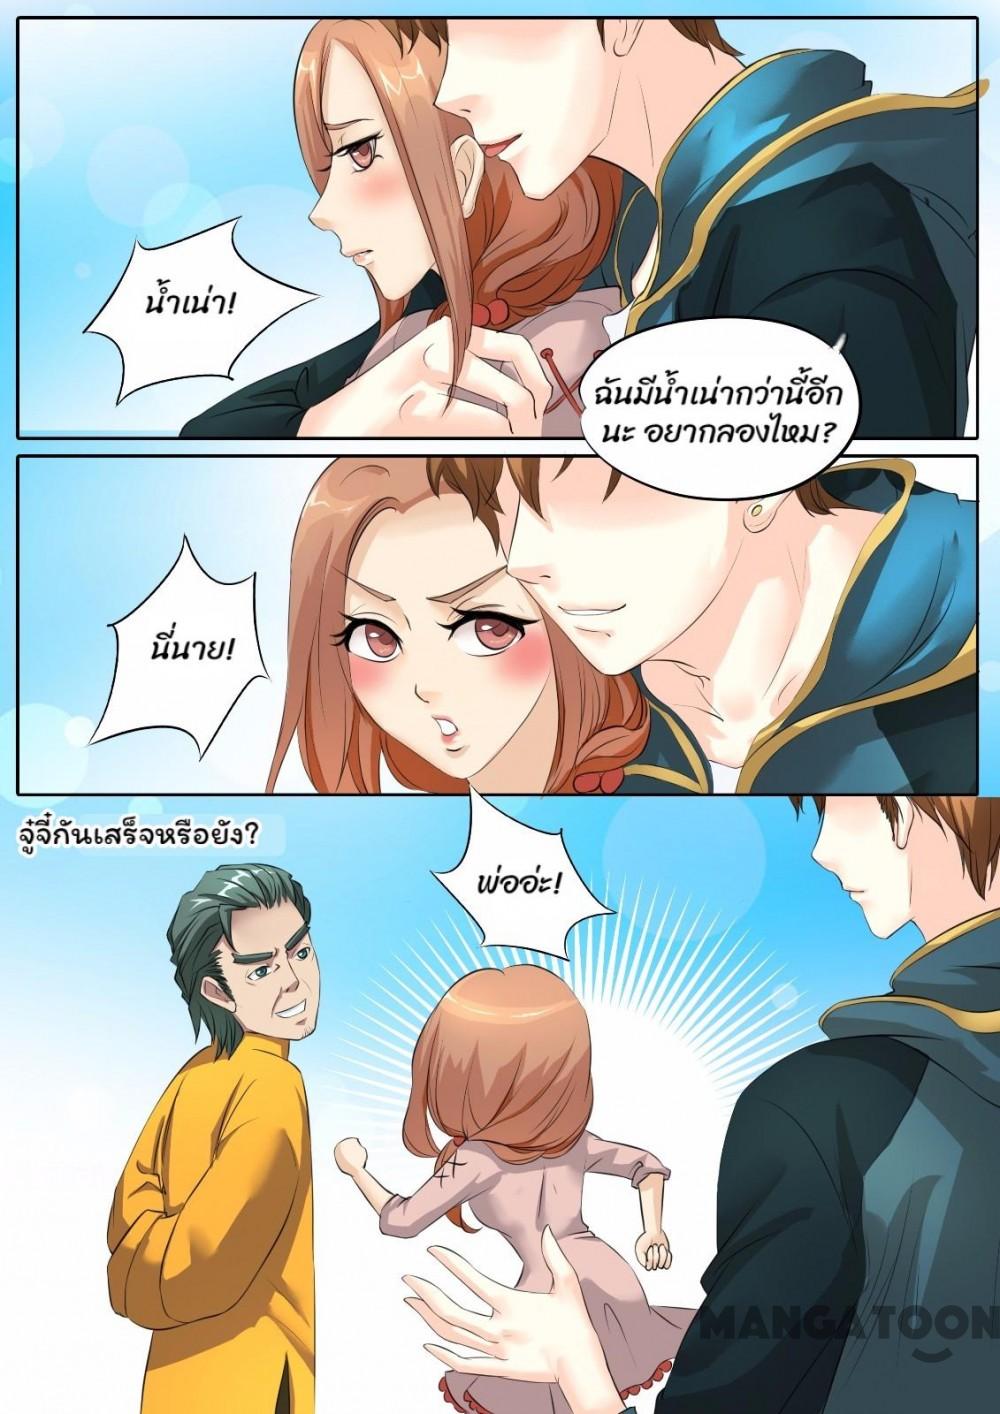 น้ำเน่า!
ฉันมีน้ำเน่ากว่านี้อีก
นะ อยากลองไหม?
นี่นาย!
จู๋จี๋กันเสร็จหรือยัง?
พ่ออ่ะ!
MANGATOON